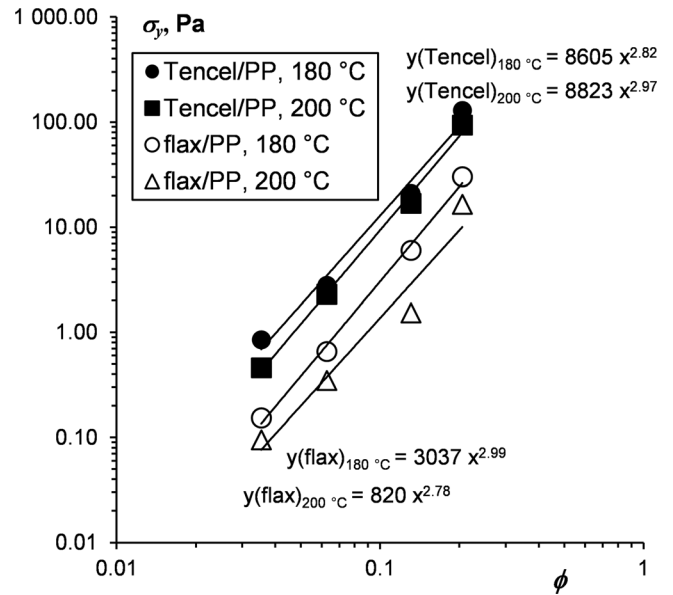 1 000.00
σy, Pa
y(Tencel)180 °C = 8605 x2.82
Tencel/PP, 180 °C
y(Tencel)200 °C = 8823 x2.97
Tencel/PP, 200 °C
100.00
flax/PP, 180 °C
flax/PP, 200 °C
10.00
1.00
0.10
y(flax)180 °C = 3037 x2.99
y(flax)200 °C = 820 x2.78
0.01
0.01
0.1
1
ϕ